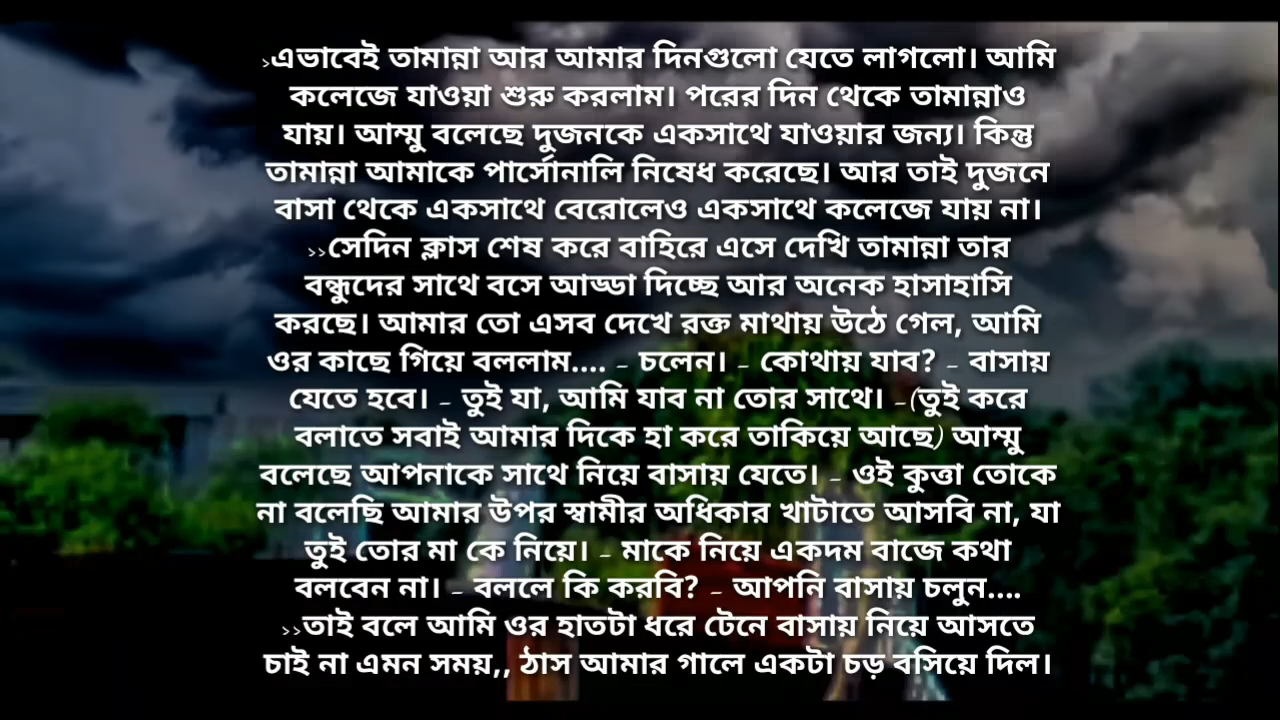 >এভাবেই তামান্না আর আমার দিনগুলো যেতে লাগলো। আমি
কলেজে যাওয়া শুরু করলাম। পরের দিন থেকে তামান্নাও
যায়। আম্মু বলেছে দুজনকে একসাথে যাওয়ার জন্য। কিন্তু
তামান্না আমাকে পার্সোনালি নিষেধ করেছে। আর তাই দুজনে
বাসা থেকে একসাথে বেরোলেও একসাথে কলেজে যায় না।
>>সেদিন ক্লাস শেষ করে বাহিরে এসে দেখি তামান্না তার
বন্ধুদের সাথে বসে আড্ডা দিচ্ছে আর অনেক হাসাহাসি
করছে। আমার তো এসব দেখে রক্ত মাথায় উঠে গেল, আমি
ওর কাছে গিয়ে বললাম.... - চলেন। - কোথায় যাব? - বাসায়
যেতে হবে। - তুই যা, আমি যাব না তোর সাথে। -(তুই করে
বলাতে সবাই আমার দিকে হা করে তাকিয়ে আছে) আম্মু
বলেছে আপনাকে সাথে নিয়ে বাসায় যেতে। - ওই কুত্তা তোকে
না বলেছি আমার উপর স্বামীর অধিকার খাটাতে আসবি না, যা
তুই তোর মা কে নিয়ে। - মাকে নিয়ে একদম বাজে কথা
বলবেন না। - বললে কি করবি? - আপনি বাসায় চলুন....
>>তাই বলে আমি ওর হাতটা ধরে টেনে বাসায় নিয়ে আসতে
চাই না এমন সময়,, ঠাস আমার গালে একটা চড় বসিয়ে দিল।